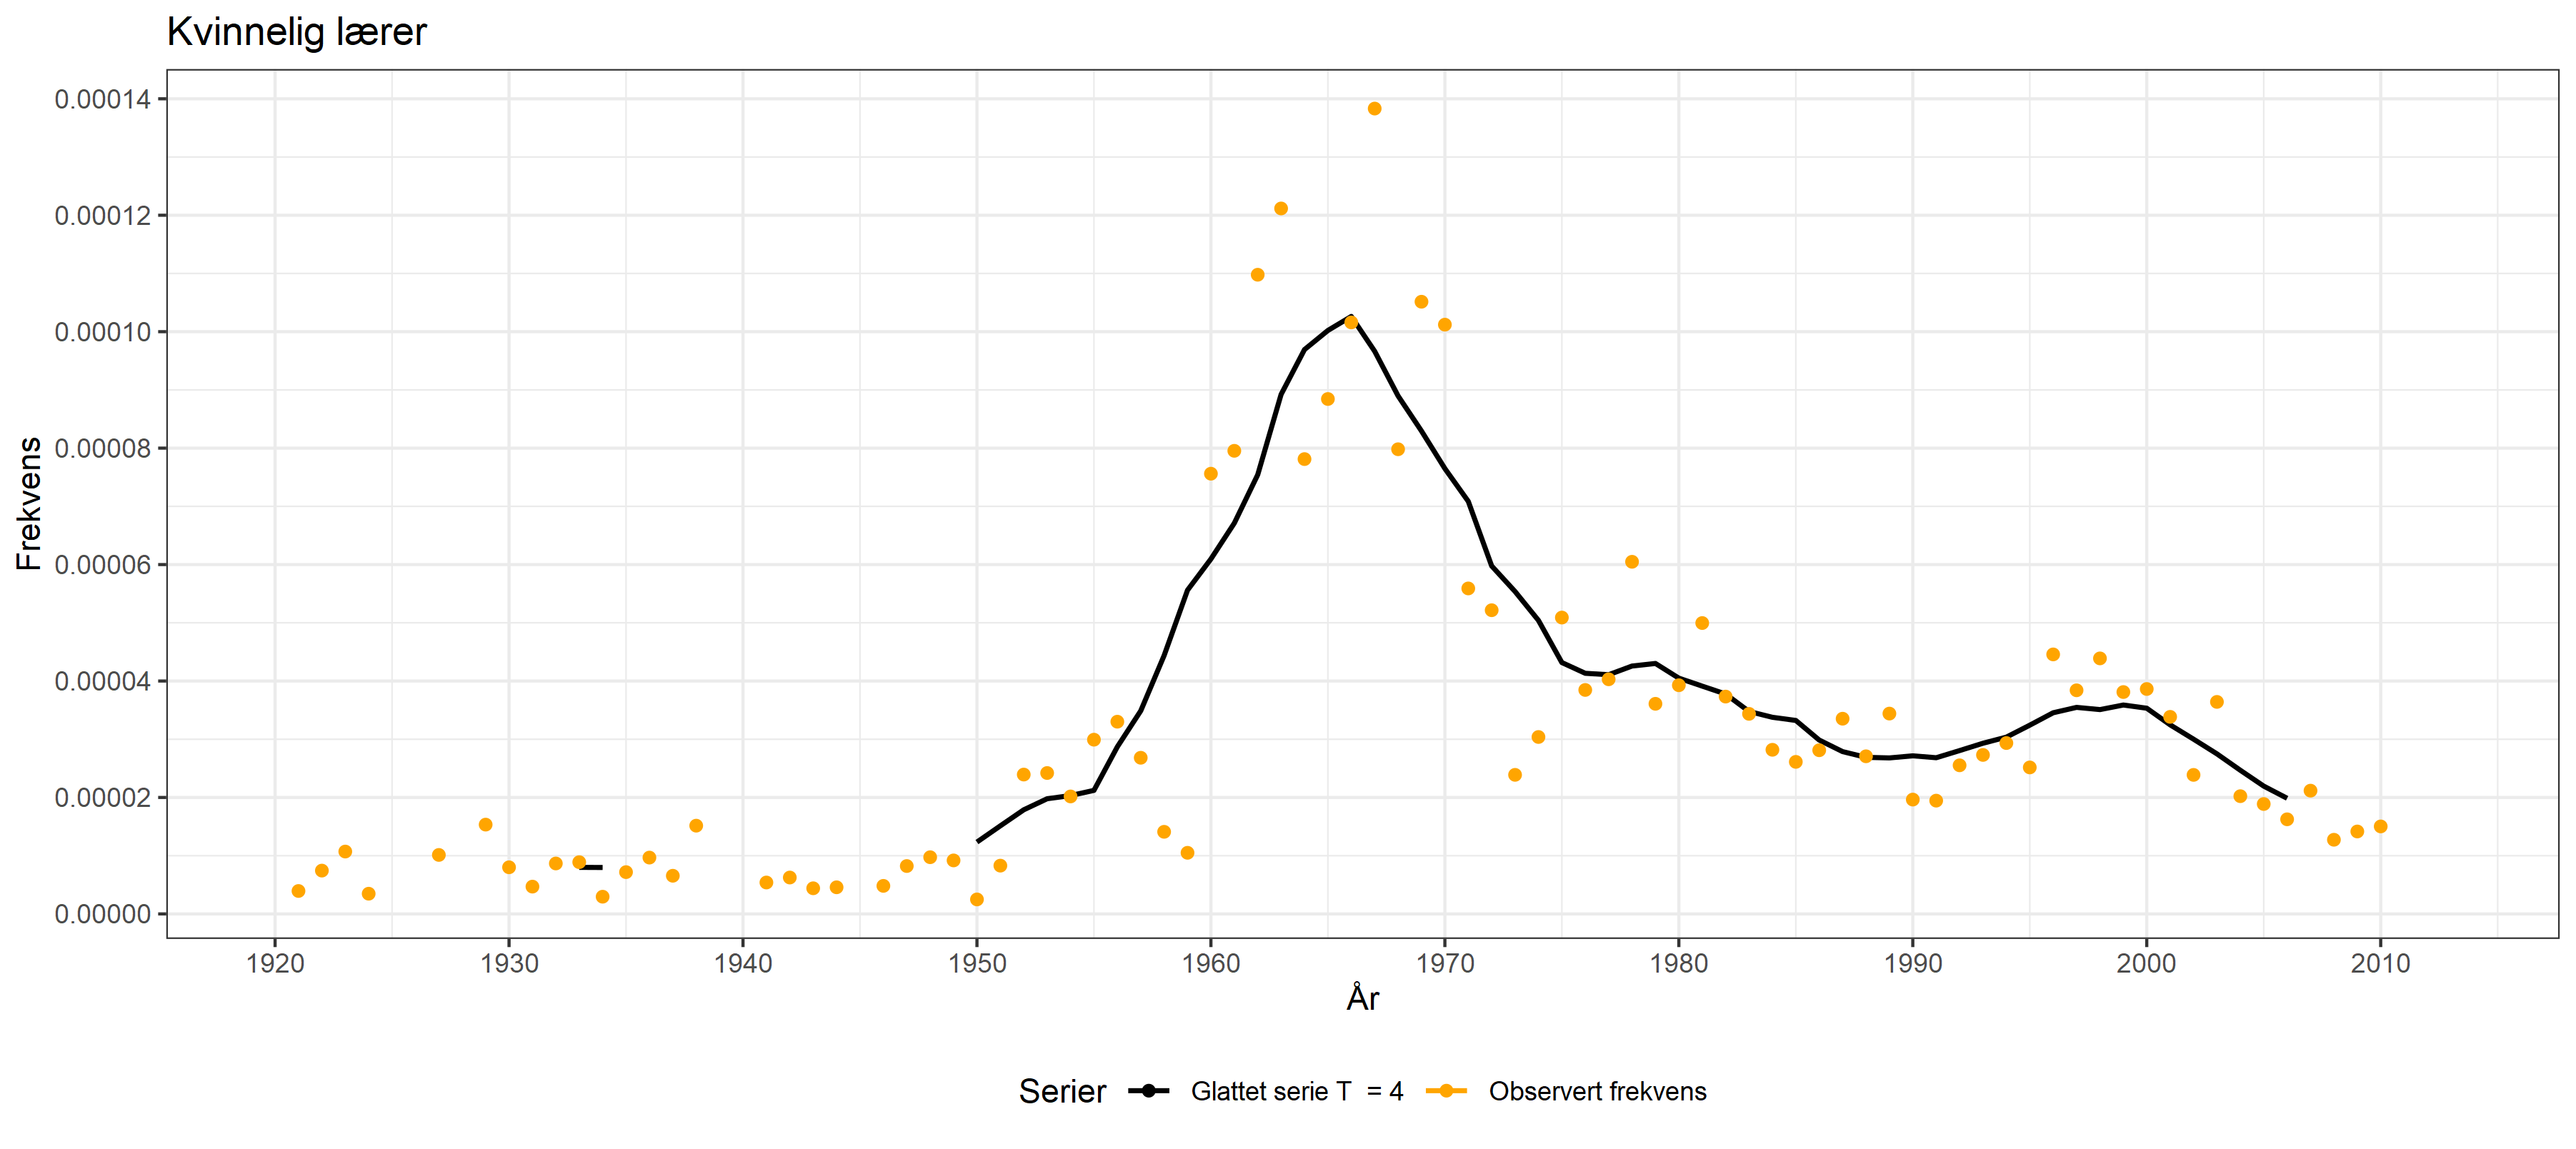 Kvinnelig lærer
0.00014
0.00012
0.00010
0.00008
0.00006
0.00004
0.00002
0.00000
Frekvens
1920 1930 1940 1950 1960 1970 1980 1990 2000 2010
År
Serier Glattet serie T = 4 Observert frekvens